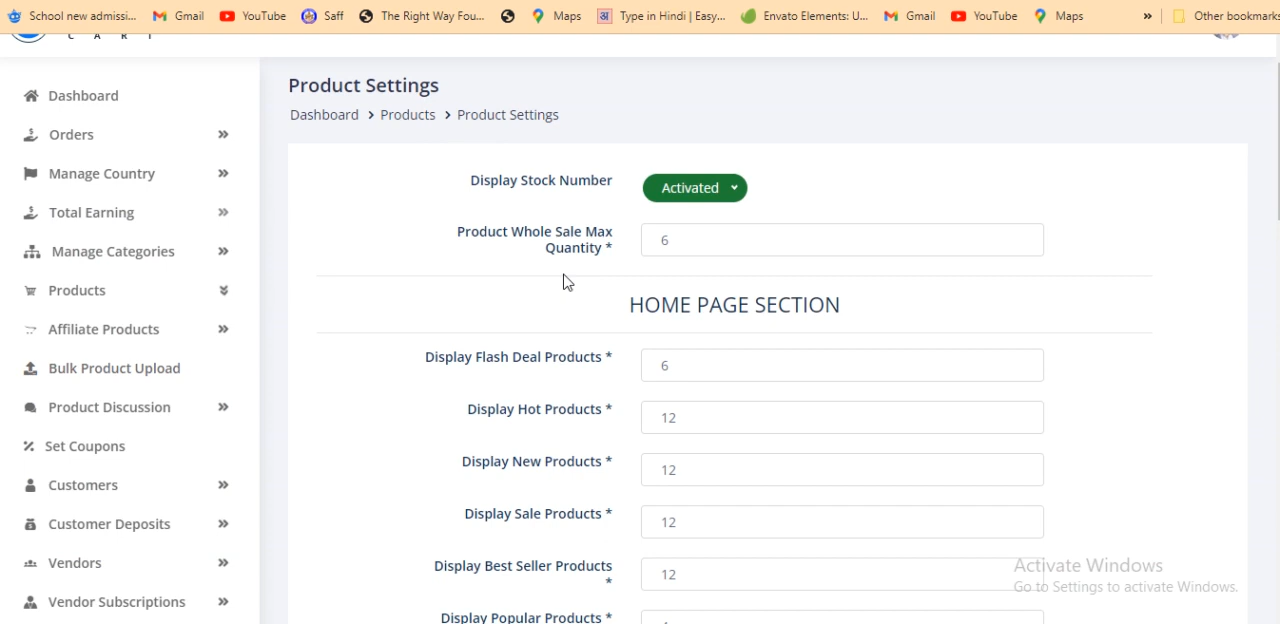 School new admissi... Gmail YouTube Saff The Right Way Fou... Maps Type in Hindi | Easy... Envato Elements: U... Gmail YouTube Maps » Other bookmarks
C A R T
Product Settings
Dashboard > Products > Product Settings
Dashboard
Orders
Manage Country
Total Earning
Manage Categories
Products
Affiliate Products
Bulk Product Upload
Product Discussion
Set Coupons
Customers
Customer Deposits
Vendors
Vendor Subscriptions
Display Stock Number Activated
Product Whole Sale Max
Quantity * 6
HOME PAGE SECTION
Display Flash Deal Products * 6
Display Hot Products * 12
Display New Products * 12
Display Sale Products * 12
Display Best Seller Products
* 12
Display Popular Products *
Activate Windows
Go to Settings to activate Windows.